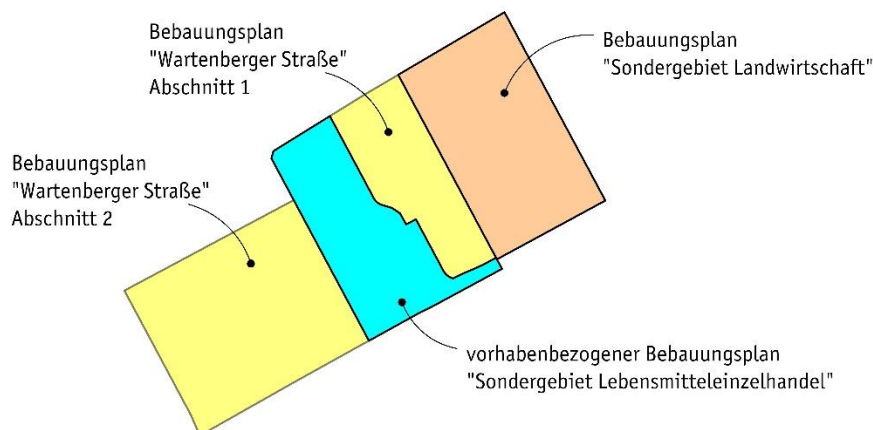 Bebauungsplan
"Wartenberger Straße"
Abschnitt 1
Bebauungsplan
"Sondergebiet Landwirtschaft"
Bebauungsplan
"Wartenberger Straße"
Abschnitt 2
vorhabenbezogener Bebauungsplan
"Sondergebiet Lebensmitteleinzelhandel"